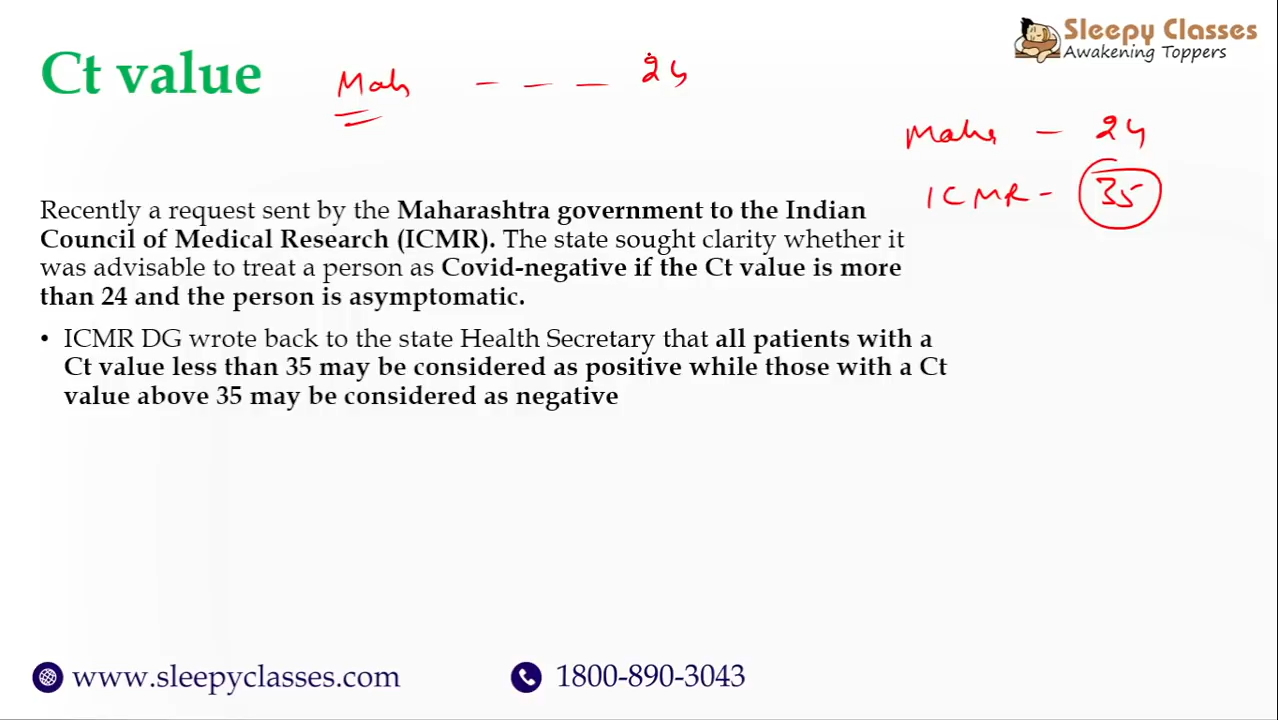 Ct value
Mah - - - 24
Sleepy Classes
Awakening Toppers
Maha - 24
ICMR - 35
Recently a request sent by the Maharashtra government to the Indian
Council of Medical Research (ICMR). The state sought clarity whether it
was advisable to treat a person as Covid-negative if the Ct value is more
than 24 and the person is asymptomatic.
• ICMR DG wrote back to the state Health Secretary that all patients with a
Ct value less than 35 may be considered as positive while those with a Ct
value above 35 may be considered as negative
www.sleepyclasses.com
1800-890-3043